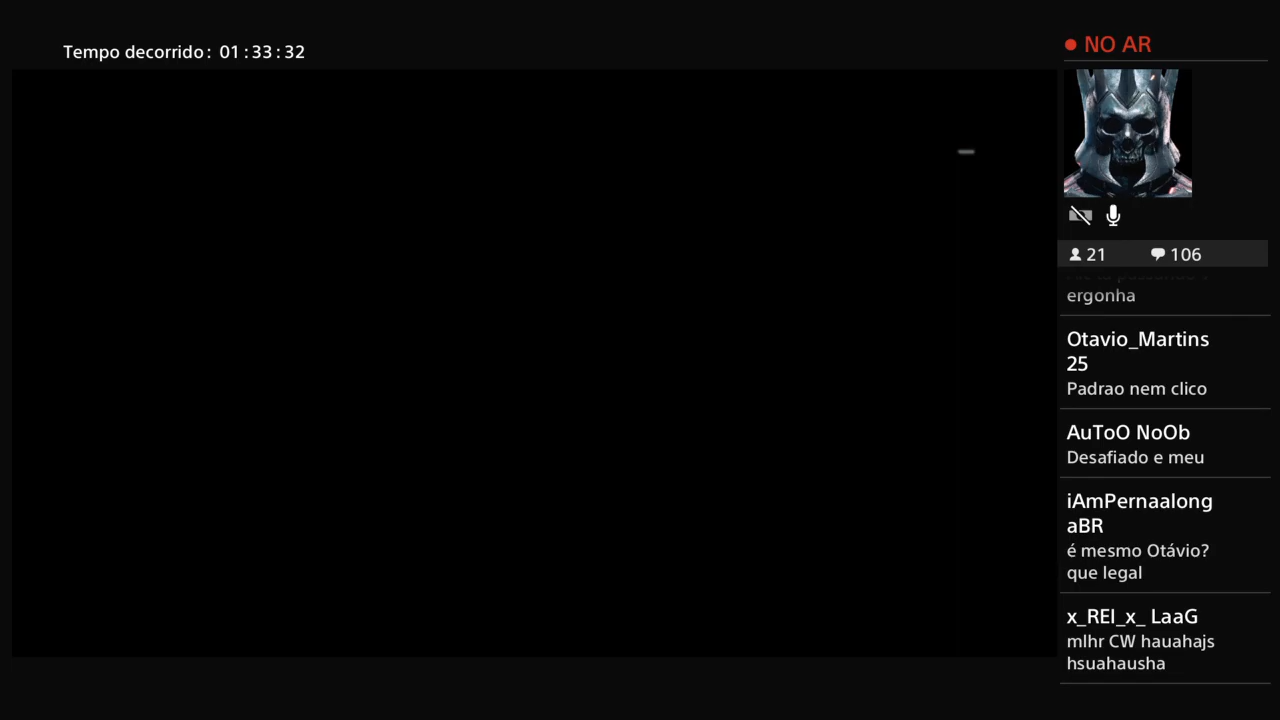 Tempo decorrido: 01:33:32
NO AR
21
106
ergonha
Otavio_Martins
25
Padrao nem clico
AuToO NoOb
Desafiado e meu
iAmPernaalong
aBR
é mesmo Otávio?
que legal
x_REI_x_ LaaG
mlhr CW hauahajs
hsuahausha